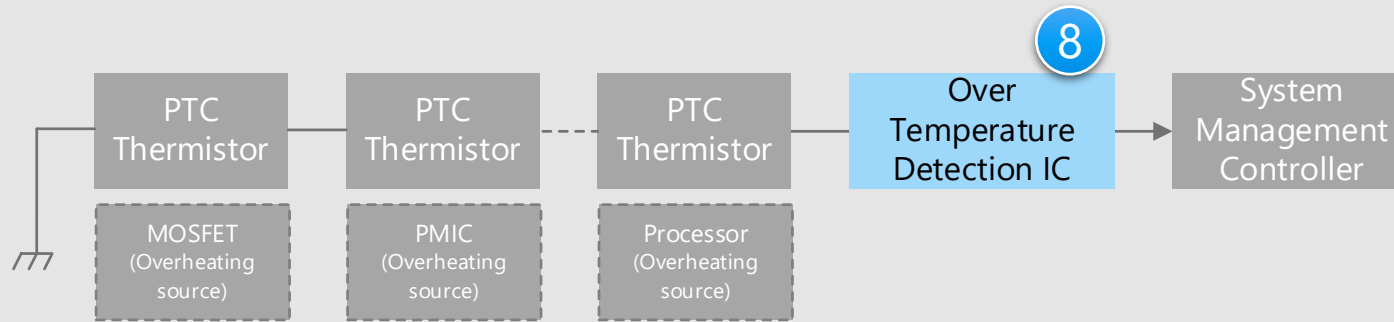 8
PTC
Thermistor
PTC
Thermistor
PTC
Thermistor
Over
Temperature
Detection IC
System
Management
Controller
MOSFET
(Overheating
source)
PMIC
(Overheating
source)
Processor
(Overheating
source)